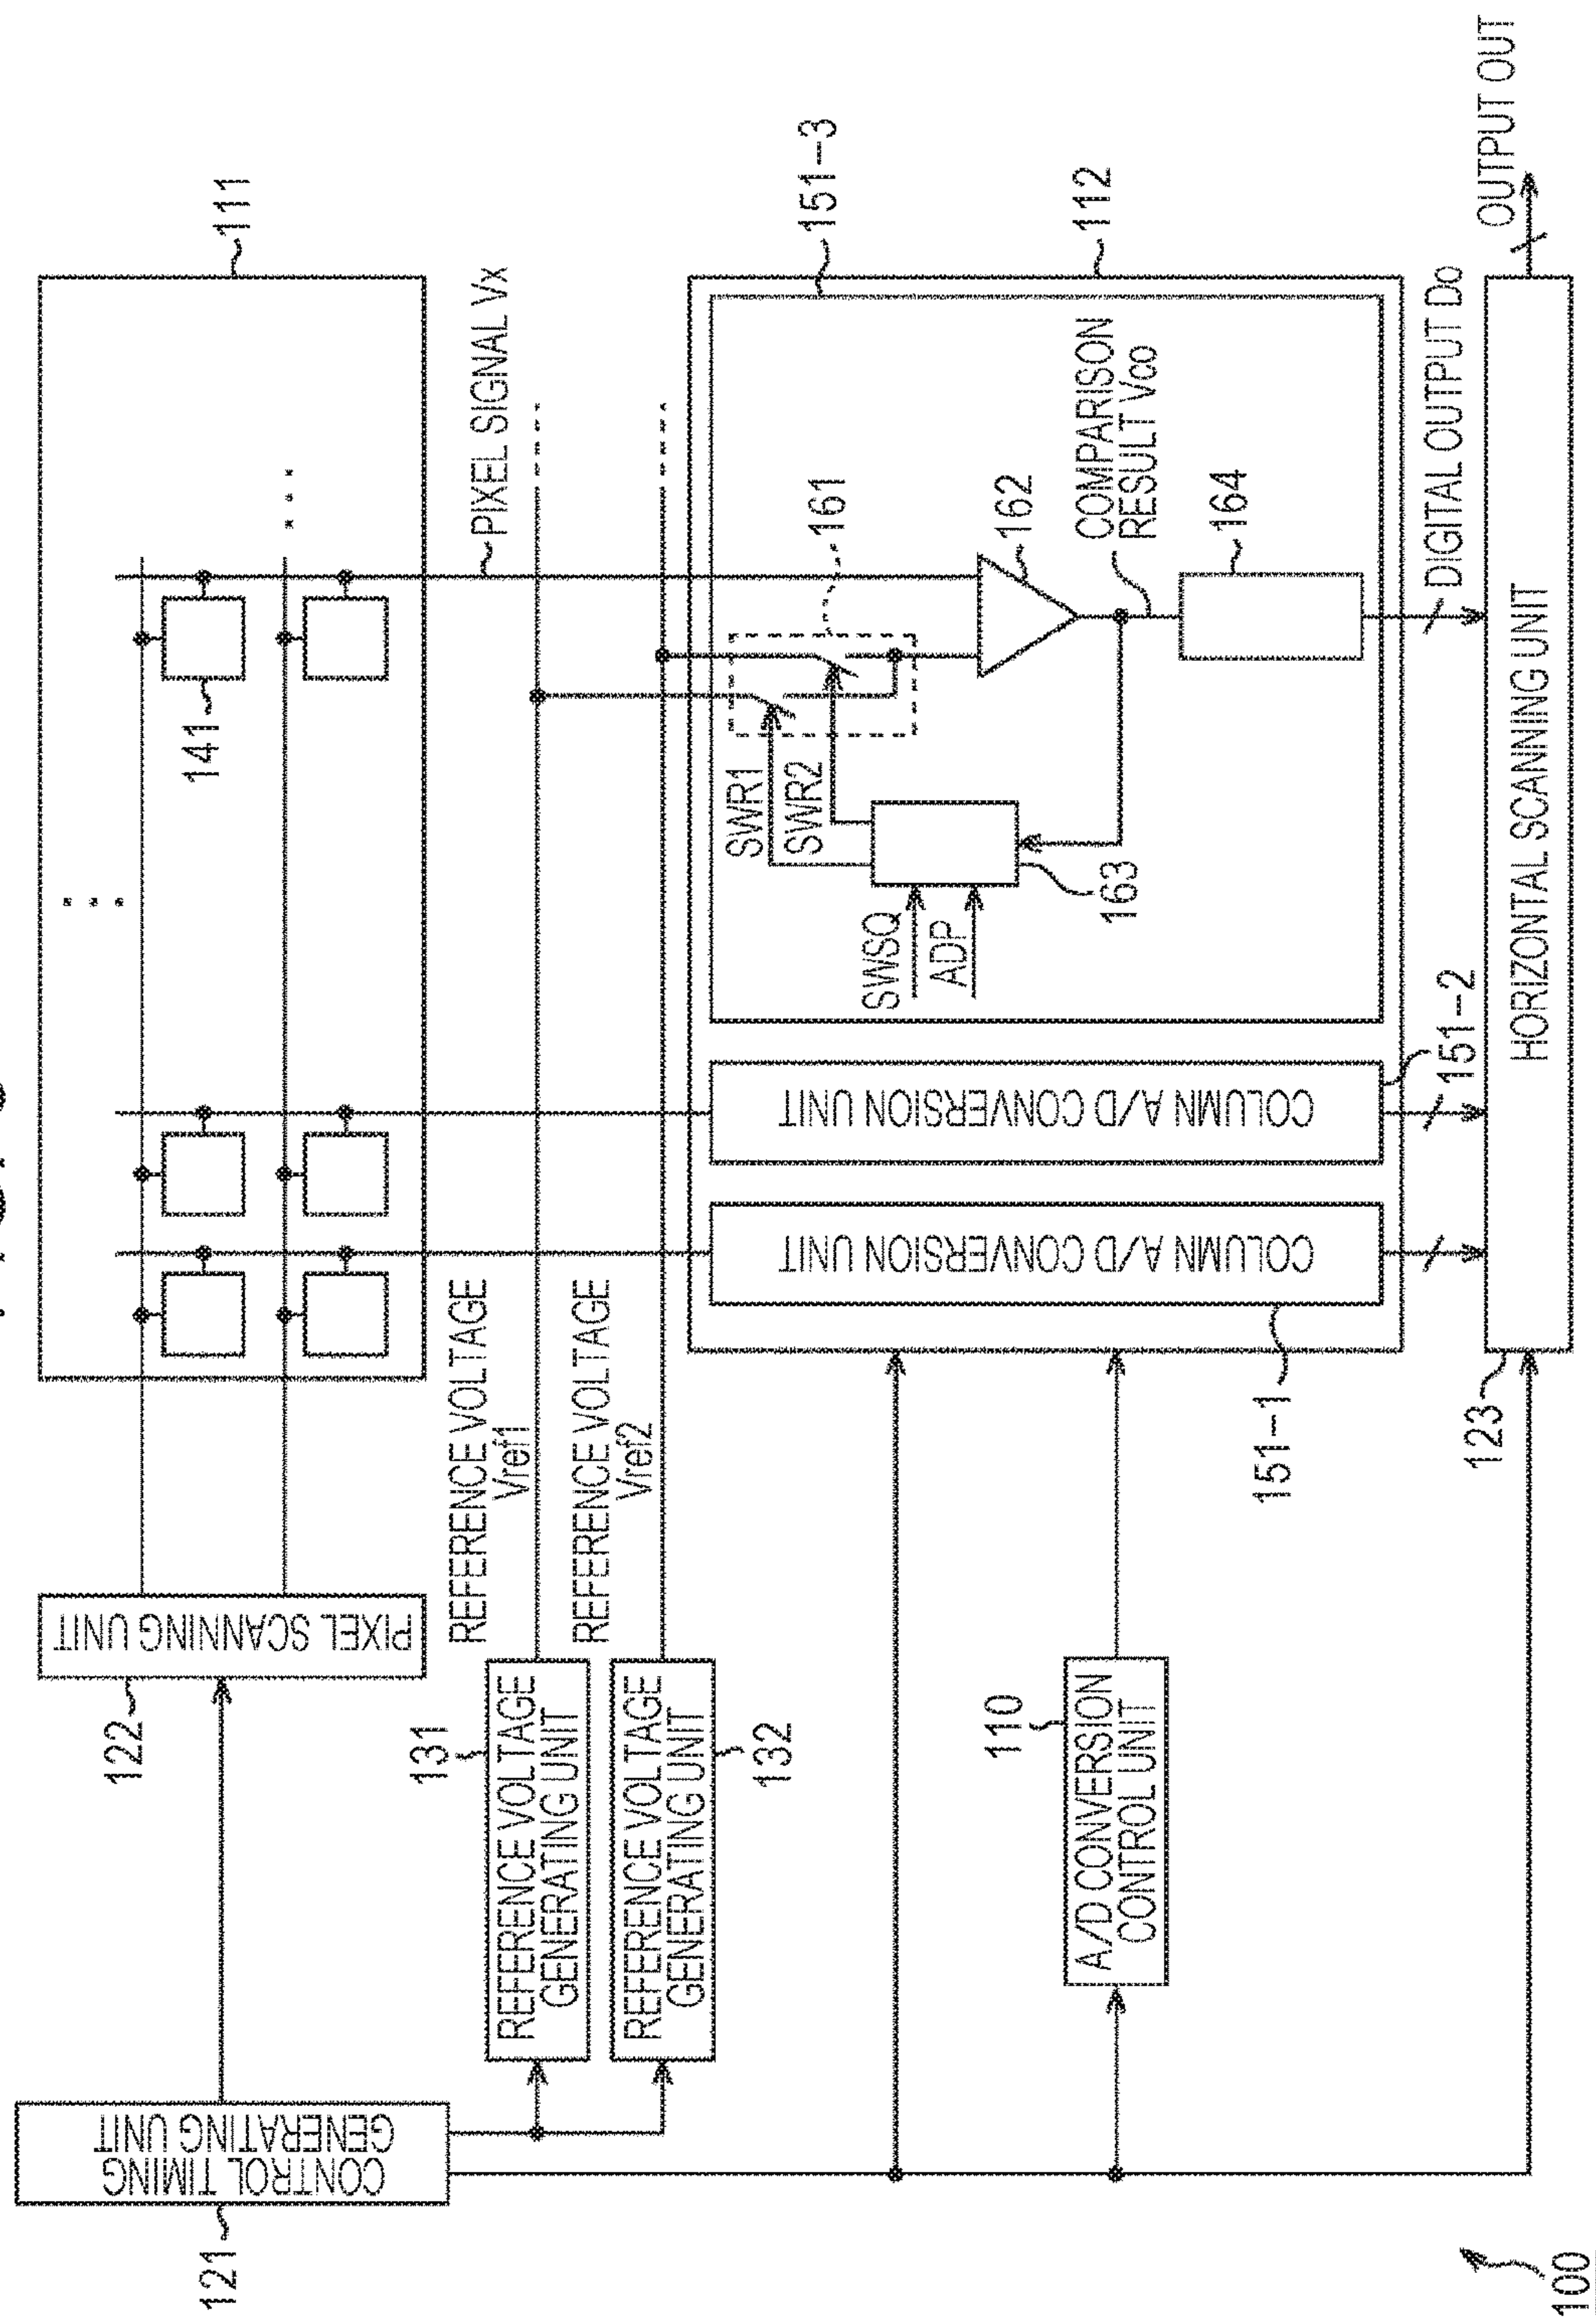 100
121
CONTROL TIMING
GENERATING UNIT
122
PIXEL SCANNING UNIT
111
141
PIXEL SIGNAL Vx
131
REFERENCE VOLTAGE
GENERATING UNIT
REFERENCE VOLTAGE
Vref1
132
REFERENCE VOLTAGE
GENERATING UNIT
REFERENCE VOLTAGE
Vref2
110
A/D CONVERSION
CONTROL UNIT
112
151-1
COLUMN A/D CONVERSION UNIT
151-2
COLUMN A/D CONVERSION UNIT
151-3
161
SWR1
SWR2
SWSQ
ADP
163
162
COMPARISON
RESULT Vco
164
DIGITAL OUTPUT Do
123
HORIZONTAL SCANNING UNIT
OUTPUT OUT